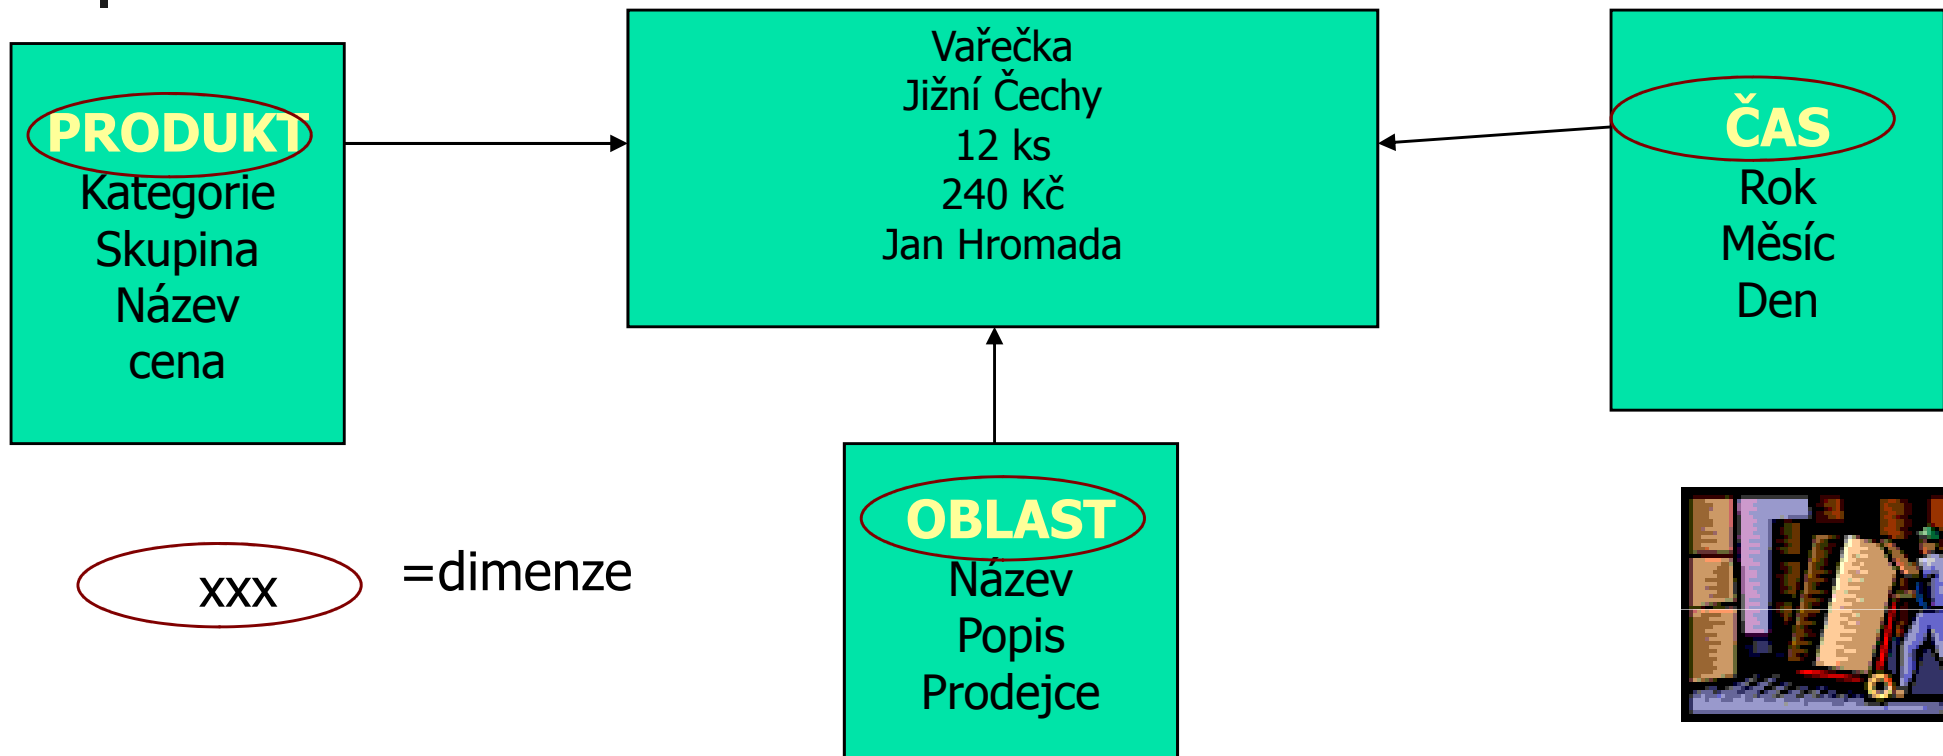 PRODUKT
Kategorie
Skupina
Název
cena
Vařečka
Jižní Čechy
12 ks
240 Kč
Jan Hromada
ČAS
Rok
Měsíc
Den
OBLAST
Název
Popis
Prodejce
xxx
=dimenze